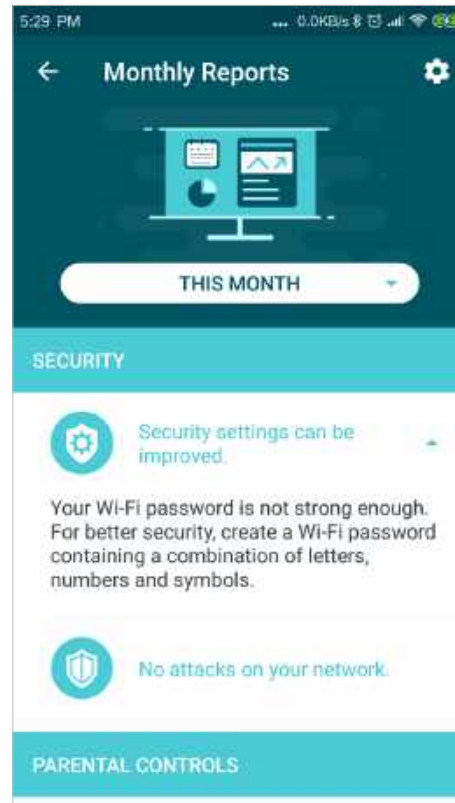 5:29 PM
... 0.0KB/s
Monthly Reports
THIS MONTH
SECURITY
Security settings can be
improved.
Your Wi-Fi password is not strong enough.
For better security, create a Wi-Fi password
containing a combination of letters,
numbers and symbols.
No attacks on your network.
PARENTAL CONTROLS